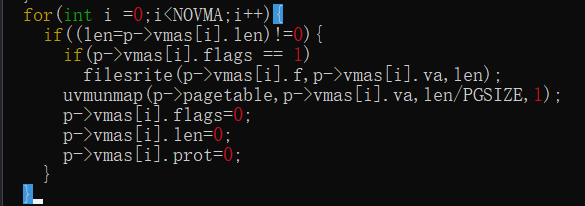 for(int i =0;i<NOVMA;i++){
if((len=p->vmas[i].len)!=0){
if(p->vmas[i].flags == 1)
filesrite(p->vmas[i].f,p->vmas[i].va,len);
uvmunmap(p->pagetable,p->vmas[i].va,len/PGSIZE,1);
p->vmas[i].flags=0;
p->vmas[i].len=0;
p->vmas[i].prot=0;
}
}